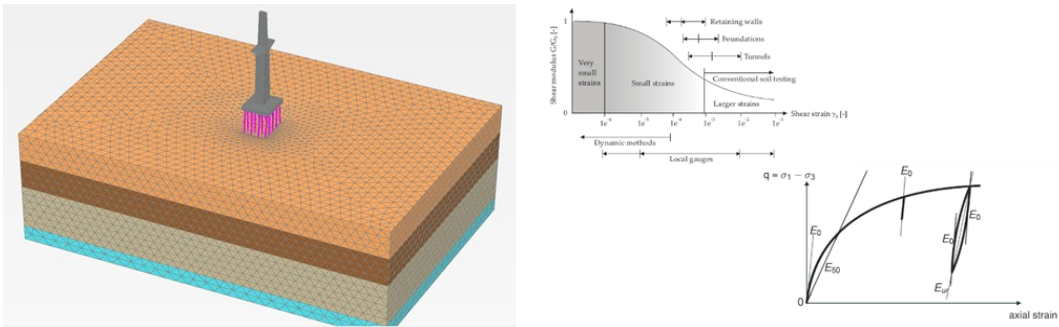 Shear modulus G/G₀ [-]
1
0
Retaining walls
Foundations
Tunnels
Conventional soil testing
Very
small
strains
Small strains
Larger strains
1e⁻⁶
1e⁻⁵
1e⁻⁴
1e⁻³
1e⁻²
1e⁻¹
Shear strain γₛ [-]
Dynamic methods
Local gauges
q = σ₁ − σ₃
E₀
E₀
E₀
E₀
E₅₀
Eᵤᵣ
0
axial strain